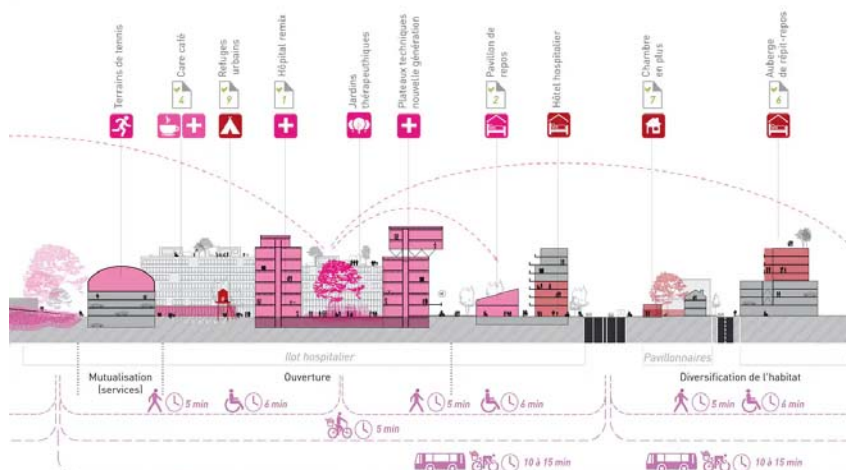 Terrains de tennis
Care café
4
Refuges
urbains
9
Hôpital remix
1
Jardins
thérapeuthiques
Plateaux techniques
nouvelle génération
Pavillon de
repos
2
Hôtel hospitalier
Chambre
en plus
7
Auberge
de répit-repos
6
Ilot hospitalier
Pavillonnaires
Mutualisation
(services)
Ouverture
Diversification de l'habitat
5 min
6 min
5 min
6 min
5 min
6 min
5 min
10 à 15 min
10 à 15 min